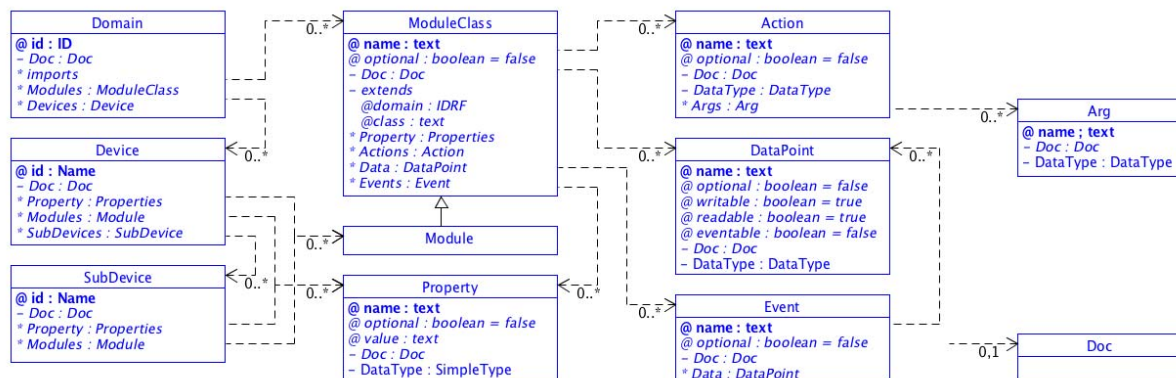 Domain
@ id : ID
- Doc : Doc
* imports
* Modules : ModuleClass
* Devices : Device
0..*
Device
@ id : Name
- Doc : Doc
* Property : Properties
* Modules : Module
* SubDevices : SubDevice
0..*
SubDevice
@ id : Name
- Doc : Doc
* Property : Properties
* Modules : Module
0..*
ModuleClass
@ name : text
@ optional : boolean = false
- Doc : Doc
- extends
@domain : IDRF
@class : text
* Property : Properties
* Actions : Action
* Data : DataPoint
* Events : Event
0..*
Module
0..*
Property
@ name : text
@ optional : boolean = false
@ value : text
- Doc : Doc
- DataType : SimpleType
0..*
0..*
Action
@ name : text
@ optional : boolean = false
- Doc : Doc
- DataType : DataType
* Args : Arg
0..*
DataPoint
@ name : text
@ optional : boolean = false
@ writable : boolean = true
@ readable : boolean = true
@ eventable : boolean = false
- Doc : Doc
- DataType : DataType
0..*
0..*
Event
@ name : text
@ optional : boolean = false
- Doc : Doc
* Data : DataPoint
0..*
Arg
@ name ; text
- Doc : Doc
- DataType : DataType
0..*
Doc
0,1